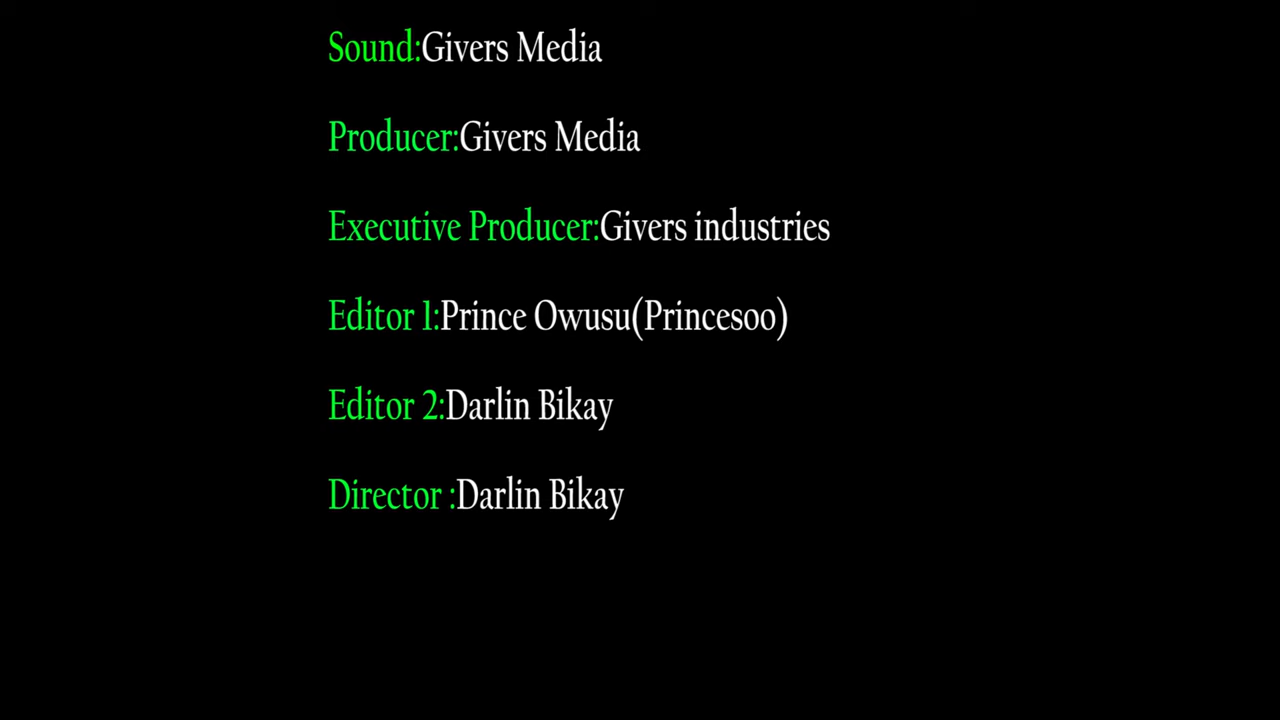 Sound:Givers Media
Producer:Givers Media
Executive Producer:Givers industries
Editor 1:Prince Owusu(Princesoo)
Editor 2:Darlin Bikay
Director :Darlin Bikay